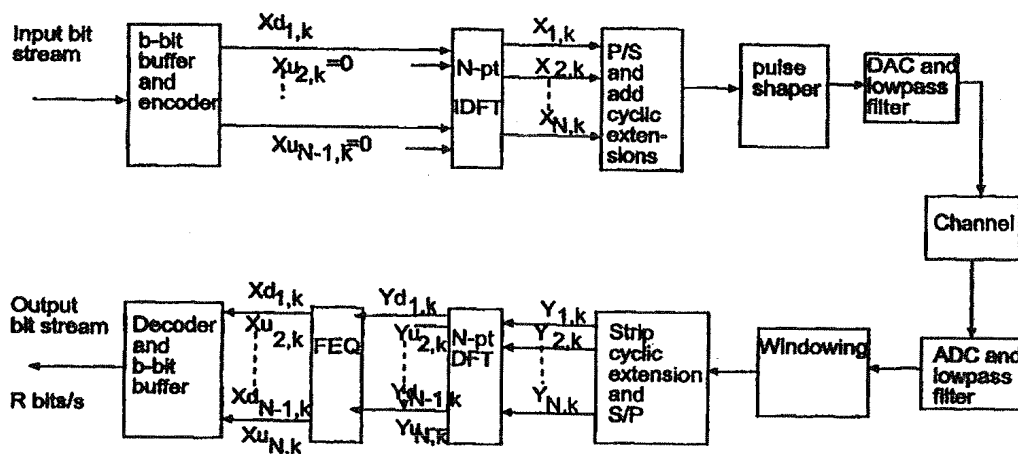 Input bit
stream
b-bit
buffer
and
encoder
Xd1,k
Xu2,k=0
XuN-1,k=0
N-pt
IDFT
X1,k
X2,k
XN,k
P/S
and
add
cyclic
exten-
sions
pulse
shaper
DAC and
lowpass
filter
Channel
ADC and
lowpass
filter
Windowing
Strip
cyclic
extension
and
S/P
Y1,k
Y2,k
YN,k
N-pt
DFT
Yd1,k
Yu2,k
YdN-1,k
YuN,k
FEQ
Xd1,k
Xu2,k
XdN-1,k
XuN,k
Decoder
and
b-bit
buffer
Output
bit stream
R bits/s